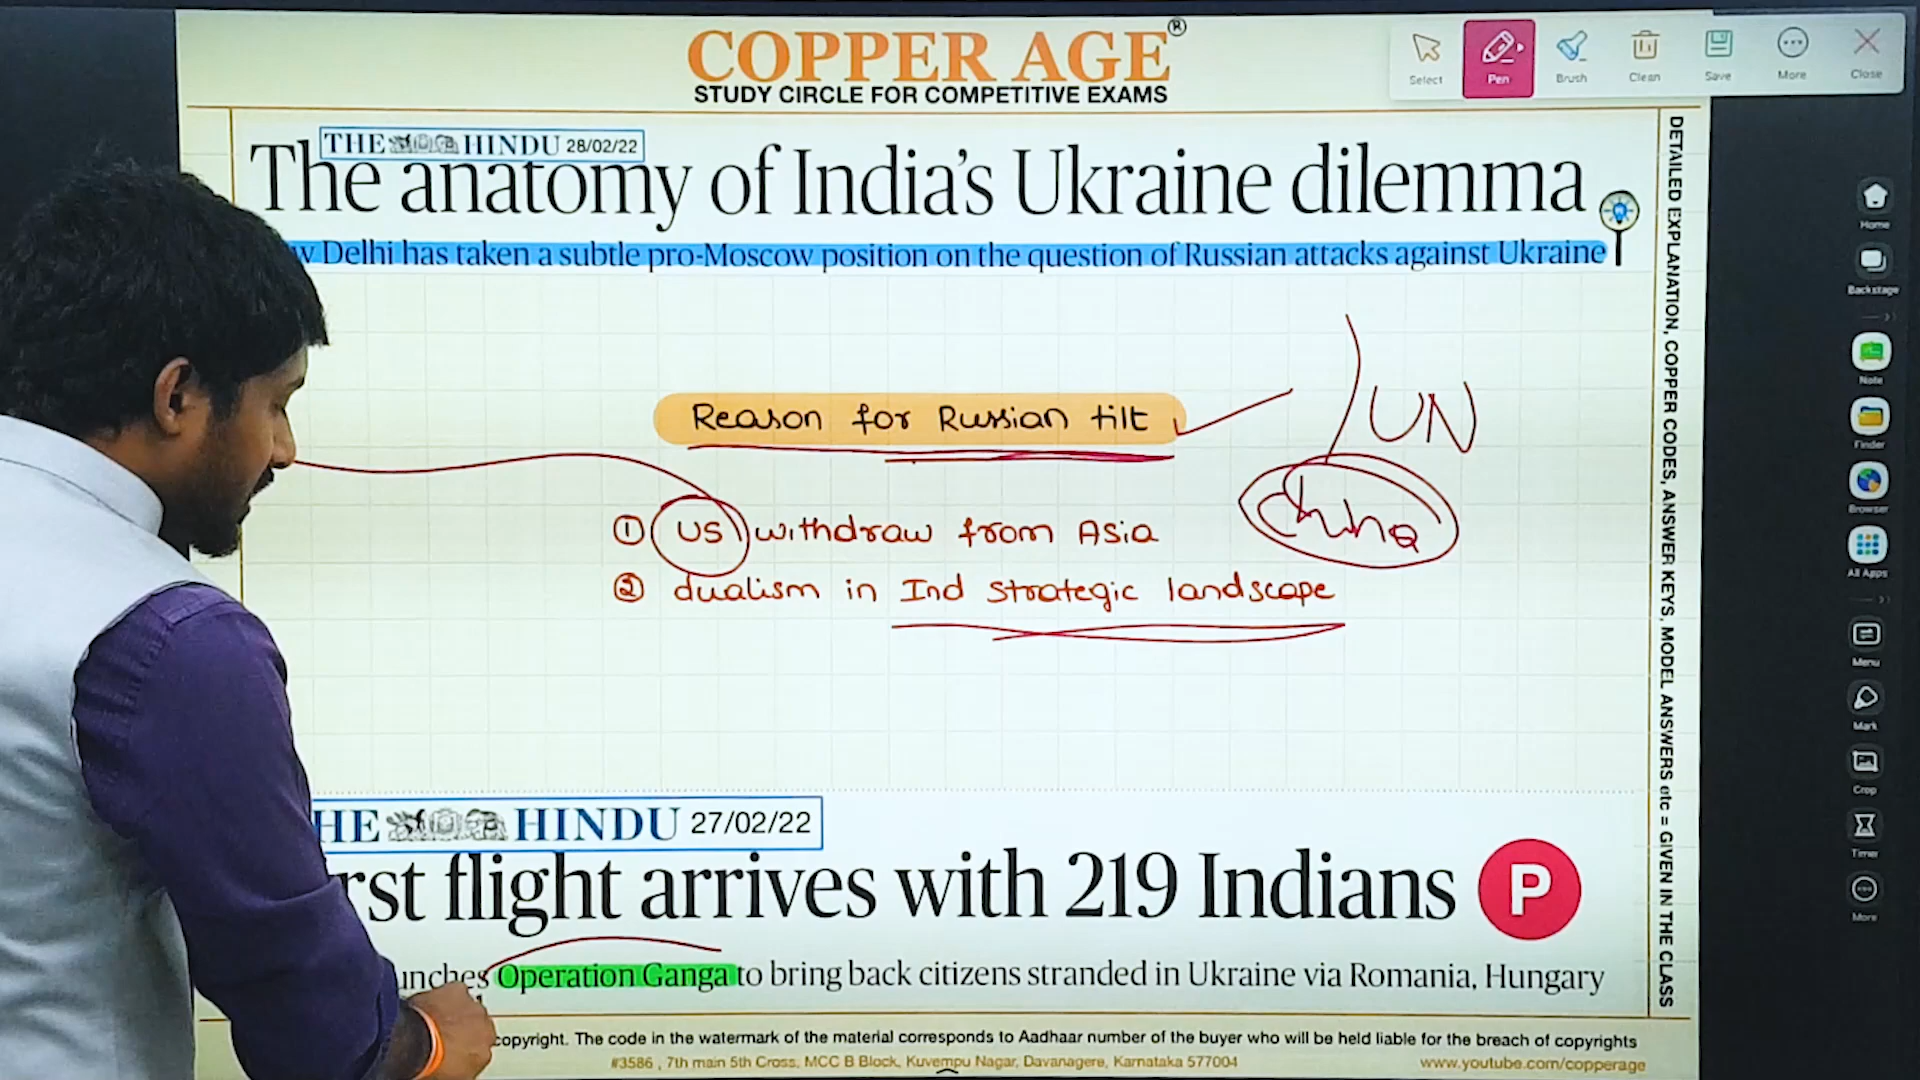 COPPER AGE®
STUDY CIRCLE FOR COMPETITIVE EXAMS
Select Pen Brush Clean Save More Close
THE HINDU 28/02/22
The anatomy of India's Ukraine dilemma
w Delhi has taken a subtle pro-Moscow position on the question of Russian attacks against Ukraine
Reason for Russian tilt
UN
China
① US withdraw from Asia
② dualism in Ind strategic landscape
HE HINDU 27/02/22
rst flight arrives with 219 Indians
P
unches Operation Ganga to bring back citizens stranded in Ukraine via Romania, Hungary
copyright. The code in the watermark of the material corresponds to Aadhaar number of the buyer who will be held liable for the breach of copyrights
#3586 , 7th main 5th Cross, MCC B Block, Kuvempu Nagar, Davanagere, Karnataka 577004
www.youtube.com/copperage
DETAILED EXPLANATION, COPPER CODES, ANSWER KEYS, MODEL ANSWERS etc = GIVEN IN THE CLASS
Home
Backstage
Note
Finder
Browser
All Apps
Menu
Mark
Crop
Timer
More